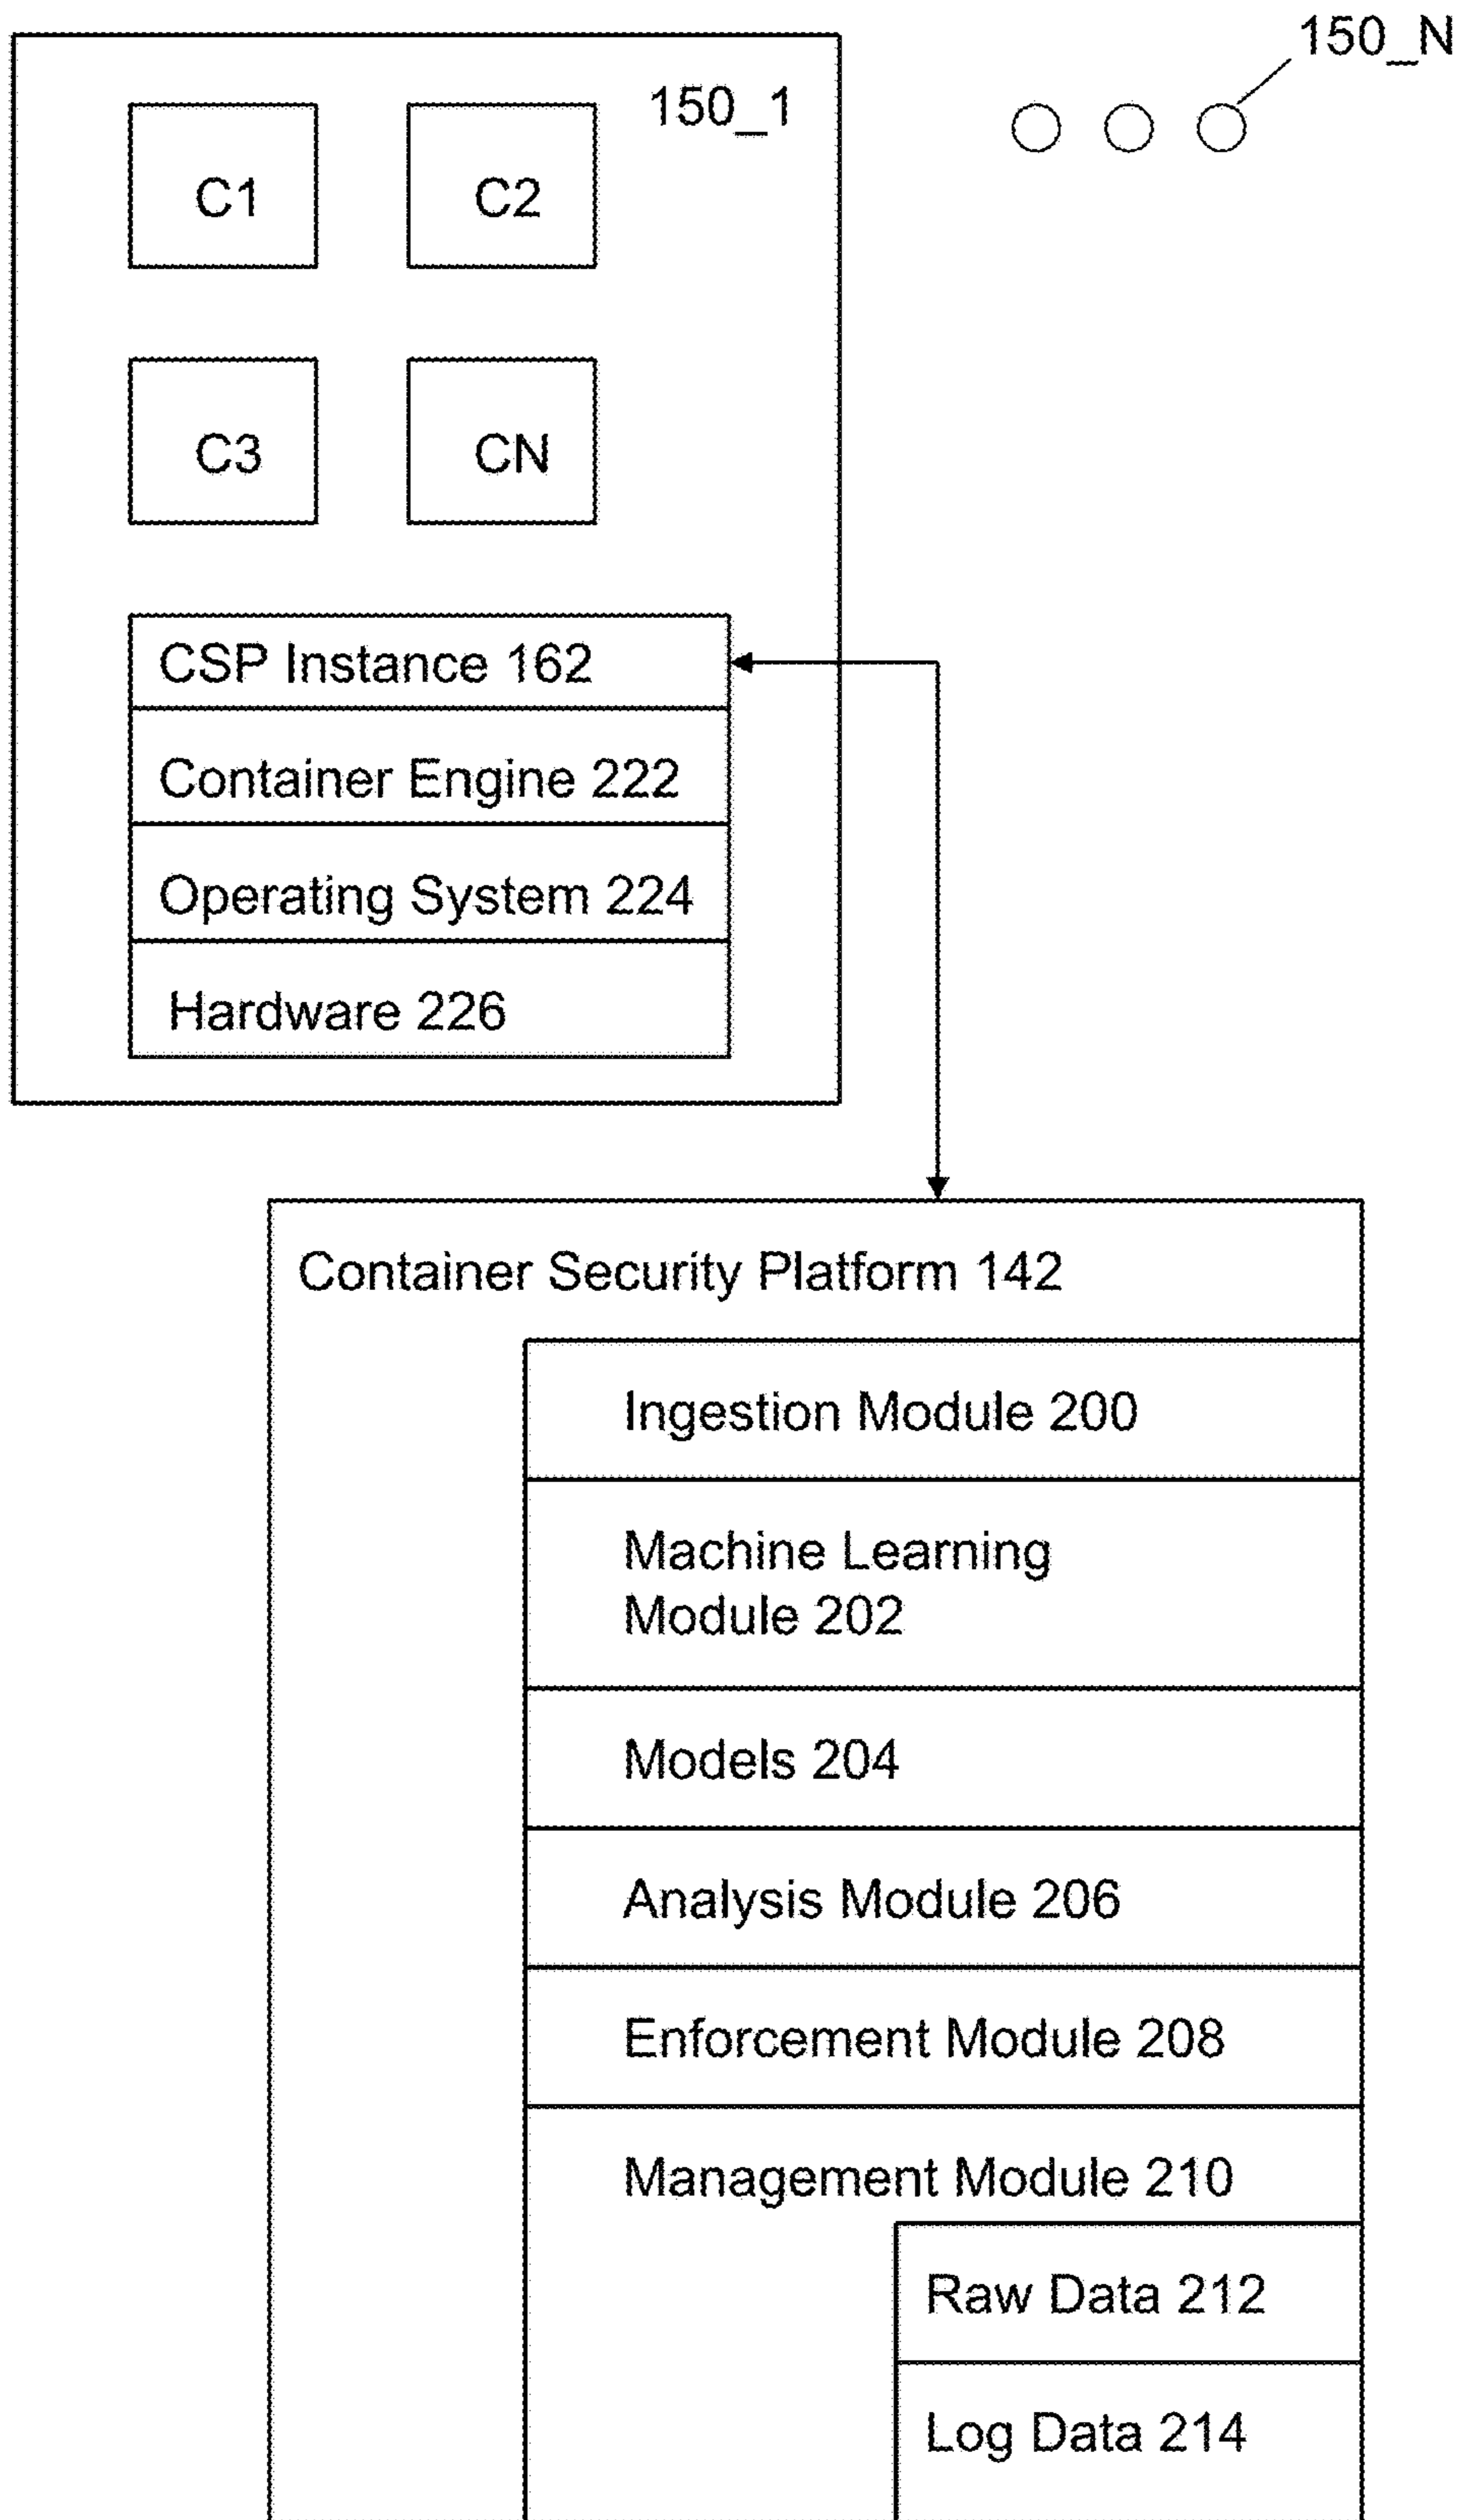 150_N
150_1
C1
C2
C3
CN
CSP Instance 162
Container Engine 222
Operating System 224
Hardware 226
Container Security Platform 142
Ingestion Module 200
Machine Learning
Module 202
Models 204
Analysis Module 206
Enforcement Module 208
Management Module 210
Raw Data 212
Log Data 214